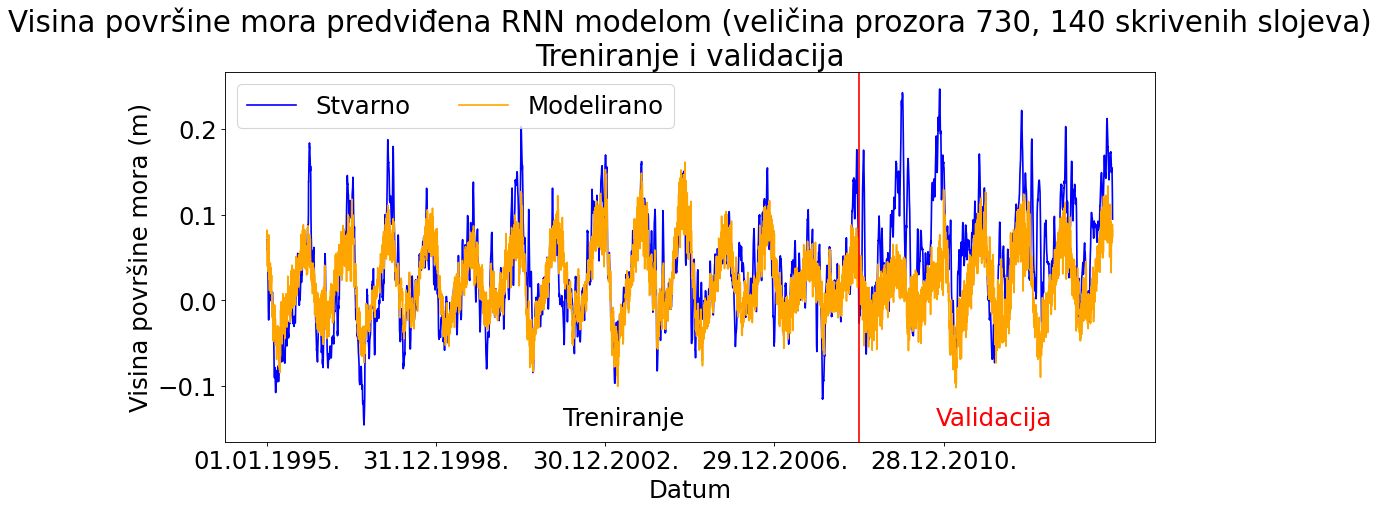 Visina površine mora predviđena RNN modelom (veličina prozora 730, 140 skrivenih slojeva)
Treniranje i validacija
Stvarno
Modelirano
Visina površine mora (m)
0.2
0.1
0.0
−0.1
Treniranje
Validacija
01.01.1995.
31.12.1998.
30.12.2002.
29.12.2006.
28.12.2010.
Datum